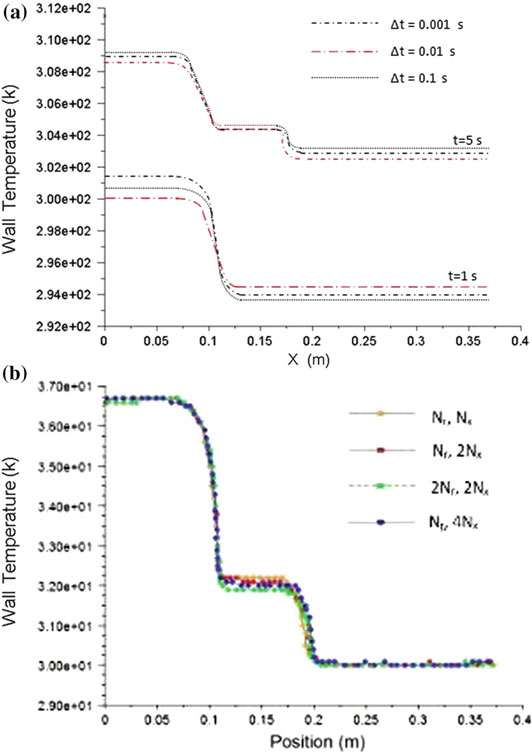 (a)
Wall Temperature (k)
3.12e+02
3.10e+02
3.08e+02
3.06e+02
3.04e+02
3.02e+02
3.00e+02
2.98e+02
2.96e+02
2.94e+02
2.92e+02
Δt = 0.001 s
Δt = 0.01 s
Δt = 0.1 s
t=5 s
t=1 s
0 0.05 0.1 0.15 0.2 0.25 0.3 0.35 0.4
X (m)
(b)
Wall Temperature (k)
3.70e+01
3.60e+01
3.50e+01
3.40e+01
3.30e+01
3.20e+01
3.10e+01
3.00e+01
2.90e+01
Nr, Nx
Nr, 2Nx
2Nr, 2Nx
Nr, 4Nx
0 0.05 0.1 0.15 0.2 0.25 0.3 0.35 0.4
Position (m)